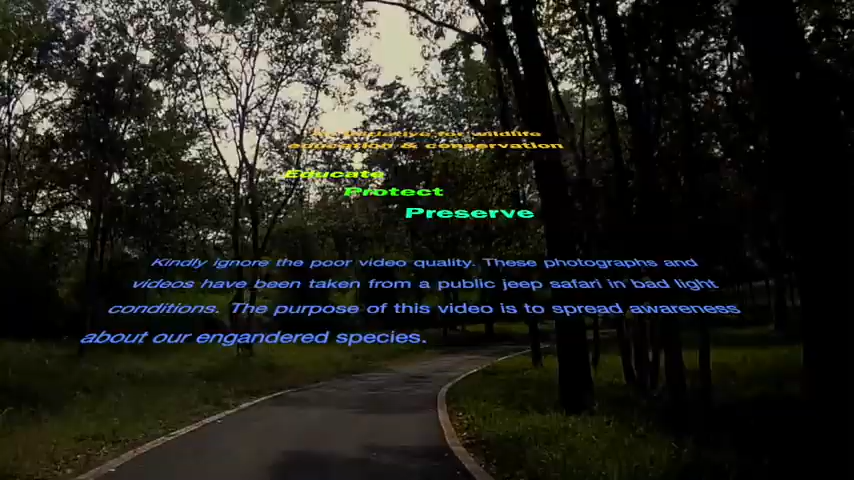 initiative for wildlife
education & conservation
Educate
Protect
Preserve
Kindly ignore the poor video quality. These photographs and
videos have been taken from a public jeep safari in bad light
conditions. The purpose of this video is to spread awareness
about our engandered species.